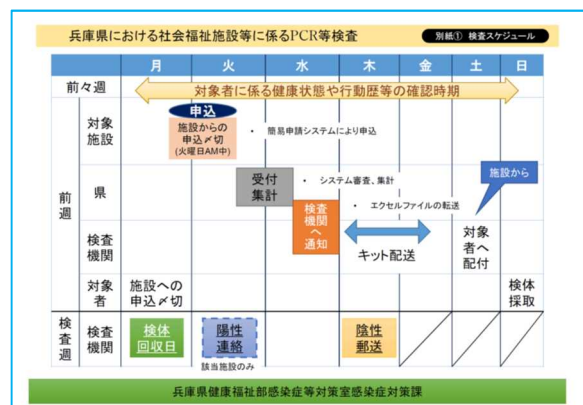 兵庫県における社会福祉施設等に係るPCR等検査
別紙① 検査スケジュール
月 火 水 木 金 土 日
前々週
対象者に係る健康状態や行動歴等の確認時期
前週
対象
施設
申込
施設からの
申込〆切
(火曜日AM中)
・ 簡易申請システムにより申込
県
受付
集計
・ システム審査、集計
検査
機関
へ
通知
・ エクセルファイルの転送
施設から
検査
機関
キット配送
対象
者へ
配付
対象
者
施設への
申込〆切
検体
採取
検査週
検査
機関
検体
回収日
陽性
連絡
該当施設のみ
陰性
郵送
兵庫県健康福祉部感染症等対策室感染症対策課